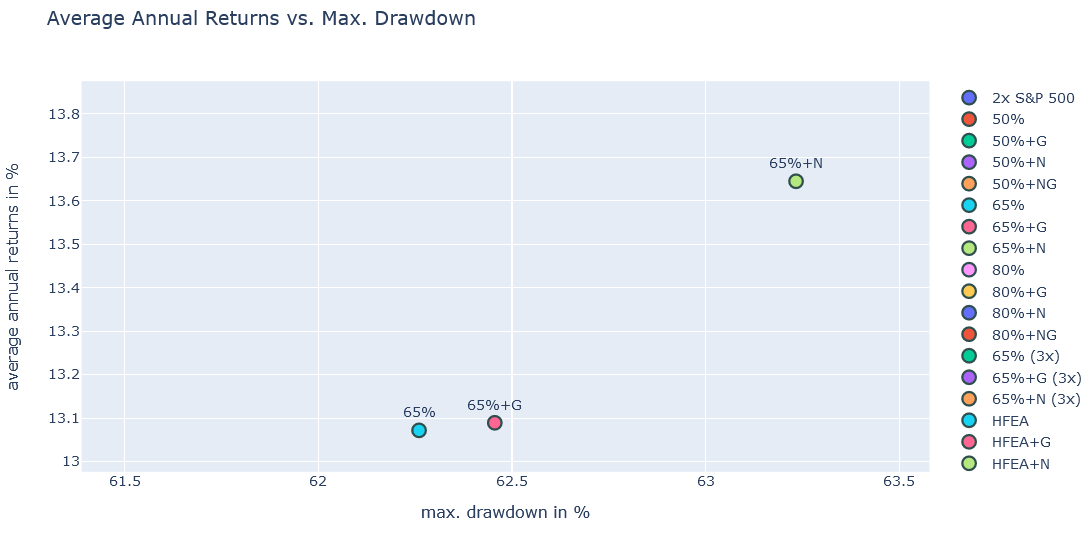 Average Annual Returns vs. Max. Drawdown
average annual returns in %
13.8
13.7
13.6
13.5
13.4
13.3
13.2
13.1
13
65%+N
65%
65%+G
61.5
62
62.5
63
63.5
max. drawdown in %
2x S&P 500
50%
50%+G
50%+N
50%+NG
65%
65%+G
65%+N
80%
80%+G
80%+N
80%+NG
65% (3x)
65%+G (3x)
65%+N (3x)
HFEA
HFEA+G
HFEA+N